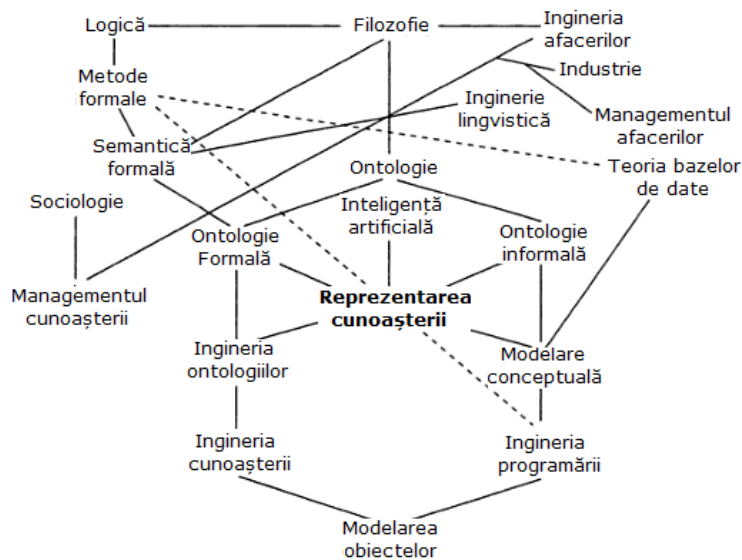 Logică
Filozofie
Ingineria
afacerilor
Industrie
Metode
formale
Inginerie
lingvistică
Managementul
afacerilor
Semantică
formală
Ontologie
Teoria bazelor
de date
Sociologie
Inteligență
artificială
Ontologie
Formală
Ontologie
informală
Managementul
cunoașterii
Reprezentarea
cunoașterii
Ingineria
ontologiilor
Modelare
conceptuală
Ingineria
cunoașterii
Ingineria
programării
Modelarea
obiectelor